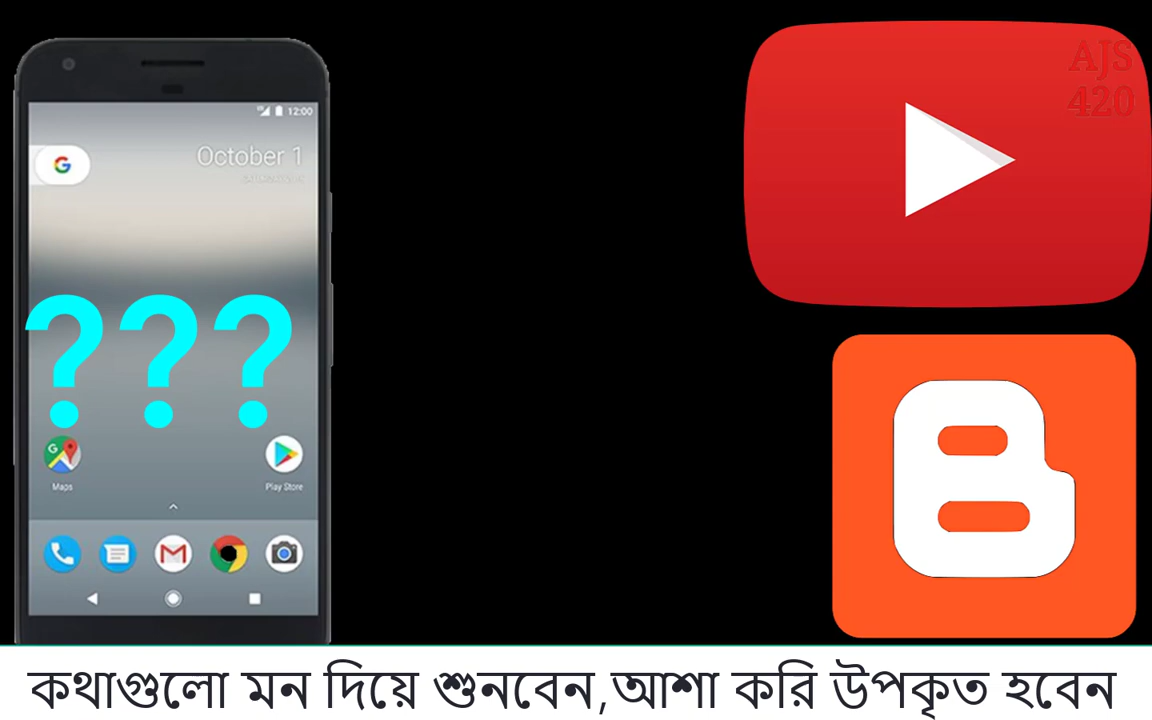 12:00
October 1
AJS
420
???
Maps
Play Store
কথাগুলো মন দিয়ে শুনবেন,আশা করি উপকৃত হবেন